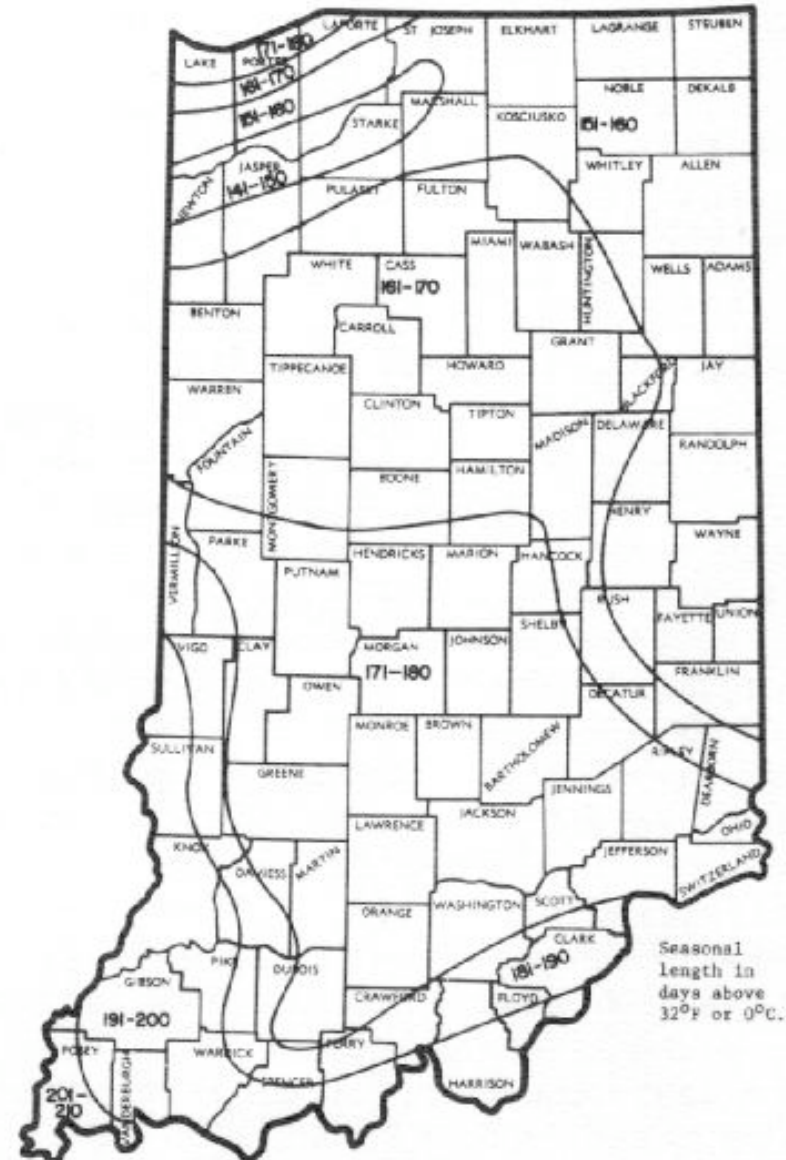 LAPORTE
ST JOSEPH
ELKHART
LAGRANGE
STEUBEN
171-180
LAKE
PORTER
161-170
NOBLE
DEKALB
151-160
MARSHALL
KOSCIUSKO
151-160
STARKE
JASPER
WHITLEY
ALLEN
NEWTON
141-150
PULASKI
FULTON
MIAMI
WABASH
HUNTINGTON
WHITE
CASS
WELLS
ADAMS
161-170
BENTON
CARROLL
GRANT
TIPPECANOE
HOWARD
BLACKFORD
JAY
WARREN
CLINTON
TIPTON
MADISON
DELAWARE
FOUNTAIN
RANDOLPH
MONTGOMERY
BOONE
HAMILTON
HENRY
VERMILLION
PARKE
WAYNE
HENDRICKS
MARION
HANCOCK
PUTNAM
RUSH
SHELBY
FAYETTE
UNION
VIGO
CLAY
MORGAN
JOHNSON
171-180
FRANKLIN
OWEN
DECATUR
MONROE
BROWN
BARTHOLOMEW
SULLIVAN
RIPLEY
DEARBORN
GREENE
JENNINGS
JACKSON
LAWRENCE
OHIO
KNOX
DAVIESS
MARTIN
JEFFERSON
SWITZERLAND
ORANGE
WASHINGTON
SCOTT
CLARK
PIKE
DUBOIS
181-190
GIBSON
CRAWFORD
FLOYD
191-200
POSEY
VANDERBURGH
WARRICK
PERRY
SPENCER
HARRISON
201-
210
Seasonal
length in
days above
32°F or 0°C.